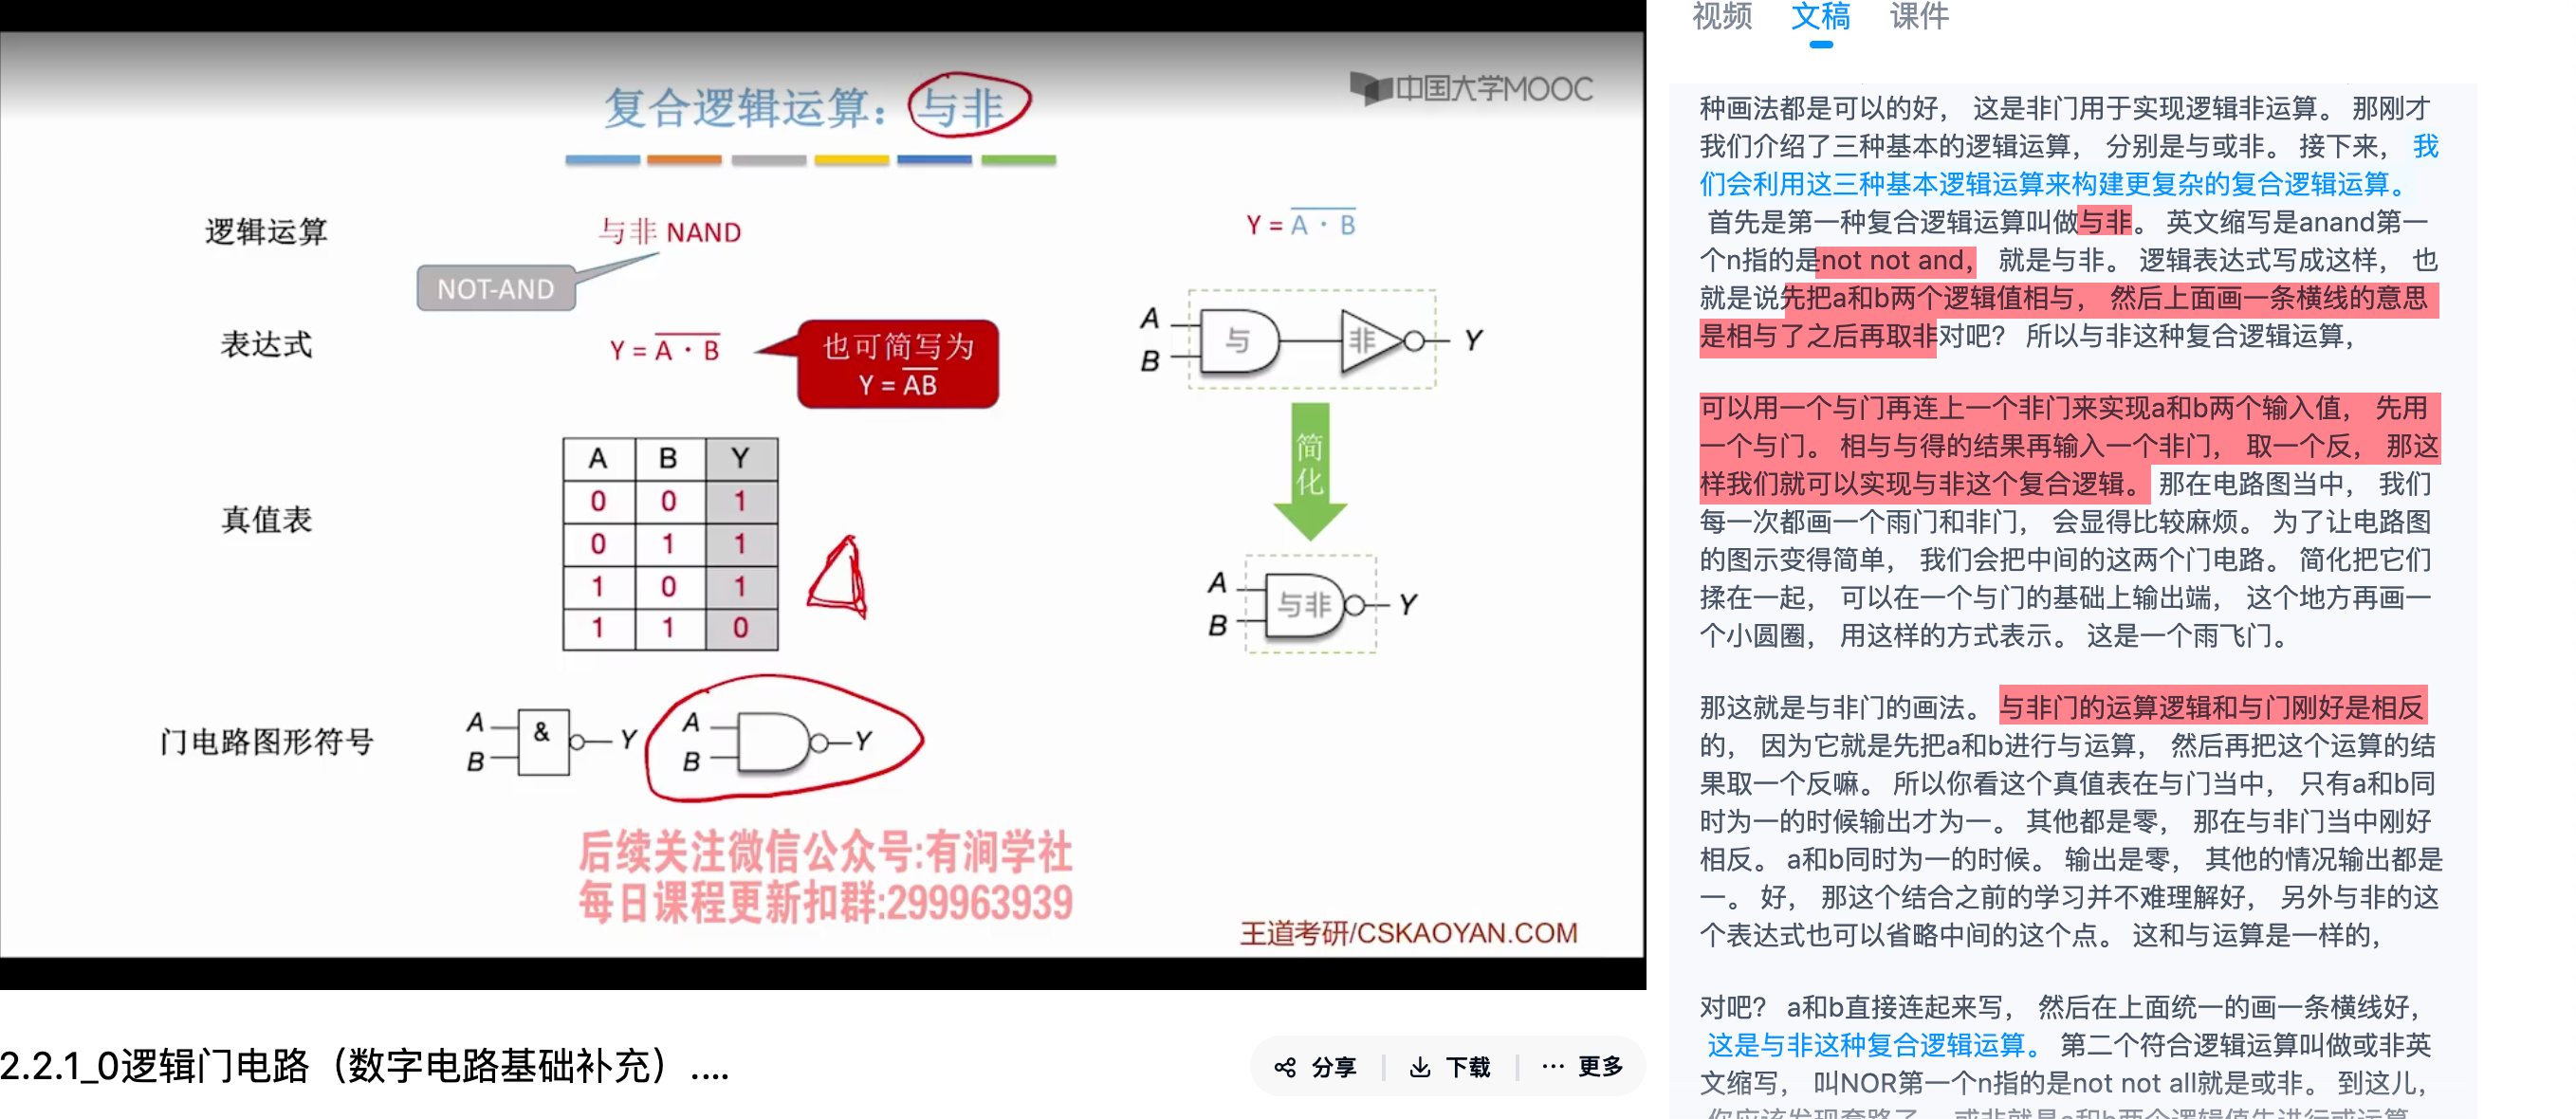 复合逻辑运算：与非
中国大学MOOC
逻辑运算
与非 NAND
NOT-AND
表达式
Y = A · B
也可简写为
Y = AB
真值表
A B Y
0 0 1
0 1 1
1 0 1
1 1 0
门电路图形符号
A
B
&
Y
A
B
Y
Y = A · B
A
B
与
非
Y
简化
A
B
与非
Y
后续关注微信公众号:有涧学社
每日课程更新扣群:299963939
王道考研/CSKAOYAN.COM
2.2.1_0逻辑门电路（数字电路基础补充）....
分享
下载
更多
视频 文稿 课件
种画法都是可以的好， 这是非门用于实现逻辑非运算。 那刚才
我们介绍了三种基本的逻辑运算， 分别是与或非。 接下来， 我
们会利用这三种基本逻辑运算来构建更复杂的复合逻辑运算。
首先是第一种复合逻辑运算叫做与非。 英文缩写是anand第一
个n指的是not not and， 就是与非。 逻辑表达式写成这样， 也
就是说先把a和b两个逻辑值相与， 然后上面画一条横线的意思
是相与了之后再取非对吧？ 所以与非这种复合逻辑运算，
可以用一个与门再连上一个非门来实现a和b两个输入值， 先用
一个与门。 相与与得的结果再输入一个非门， 取一个反， 那这
样我们就可以实现与非这个复合逻辑。 那在电路图当中， 我们
每一次都画一个雨门和非门， 会显得比较麻烦。 为了让电路图
的图示变得简单， 我们会把中间的这两个门电路。 简化把它们
揉在一起， 可以在一个与门的基础上输出端， 这个地方再画一
个小圆圈， 用这样的方式表示。 这是一个雨飞门。
那这就是与非门的画法。 与非门的运算逻辑和与门刚好是相反
的， 因为它就是先把a和b进行与运算， 然后再把这个运算的结
果取一个反嘛。 所以你看这个真值表在与门当中， 只有a和b同
时为一的时候输出才为一。 其他都是零， 那在与非门当中刚好
相反。 a和b同时为一的时候。 输出是零， 其他的情况输出都是
一。 好， 那这个结合之前的学习并不难理解好， 另外与非的这
个表达式也可以省略中间的这个点。 这和与运算是一样的，
对吧？ a和b直接连起来写， 然后在上面统一的画一条横线好，
这是与非这种复合逻辑运算。 第二个符合逻辑运算叫做或非英
文缩写， 叫NOR第一个n指的是not not all就是或非。 到这儿，
你应该发现套路了， 或非就是a和b两个逻辑值先进行或运算，